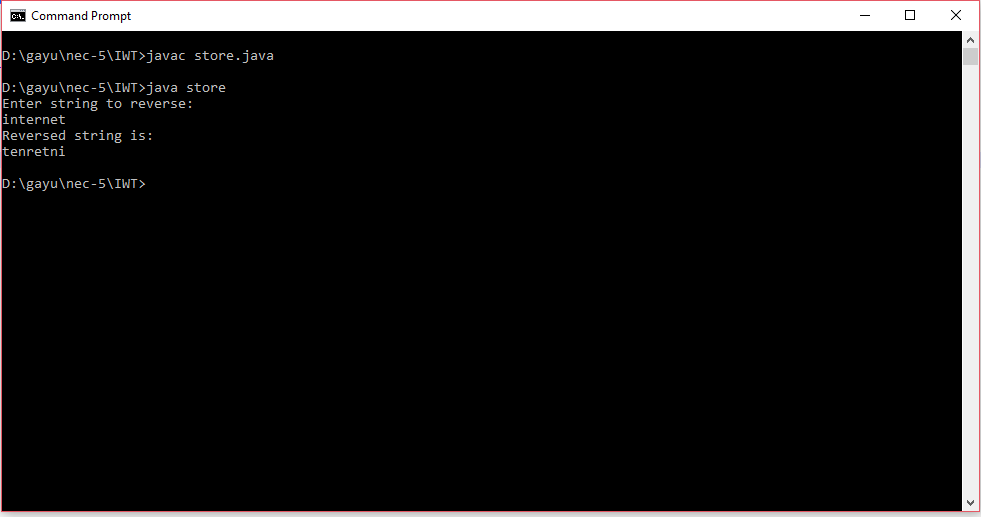 Command Prompt
D:\gayu\nec-5\IWT>javac store.java
D:\gayu\nec-5\IWT>java store
Enter string to reverse:
internet
Reversed string is:
tenretni
D:\gayu\nec-5\IWT>